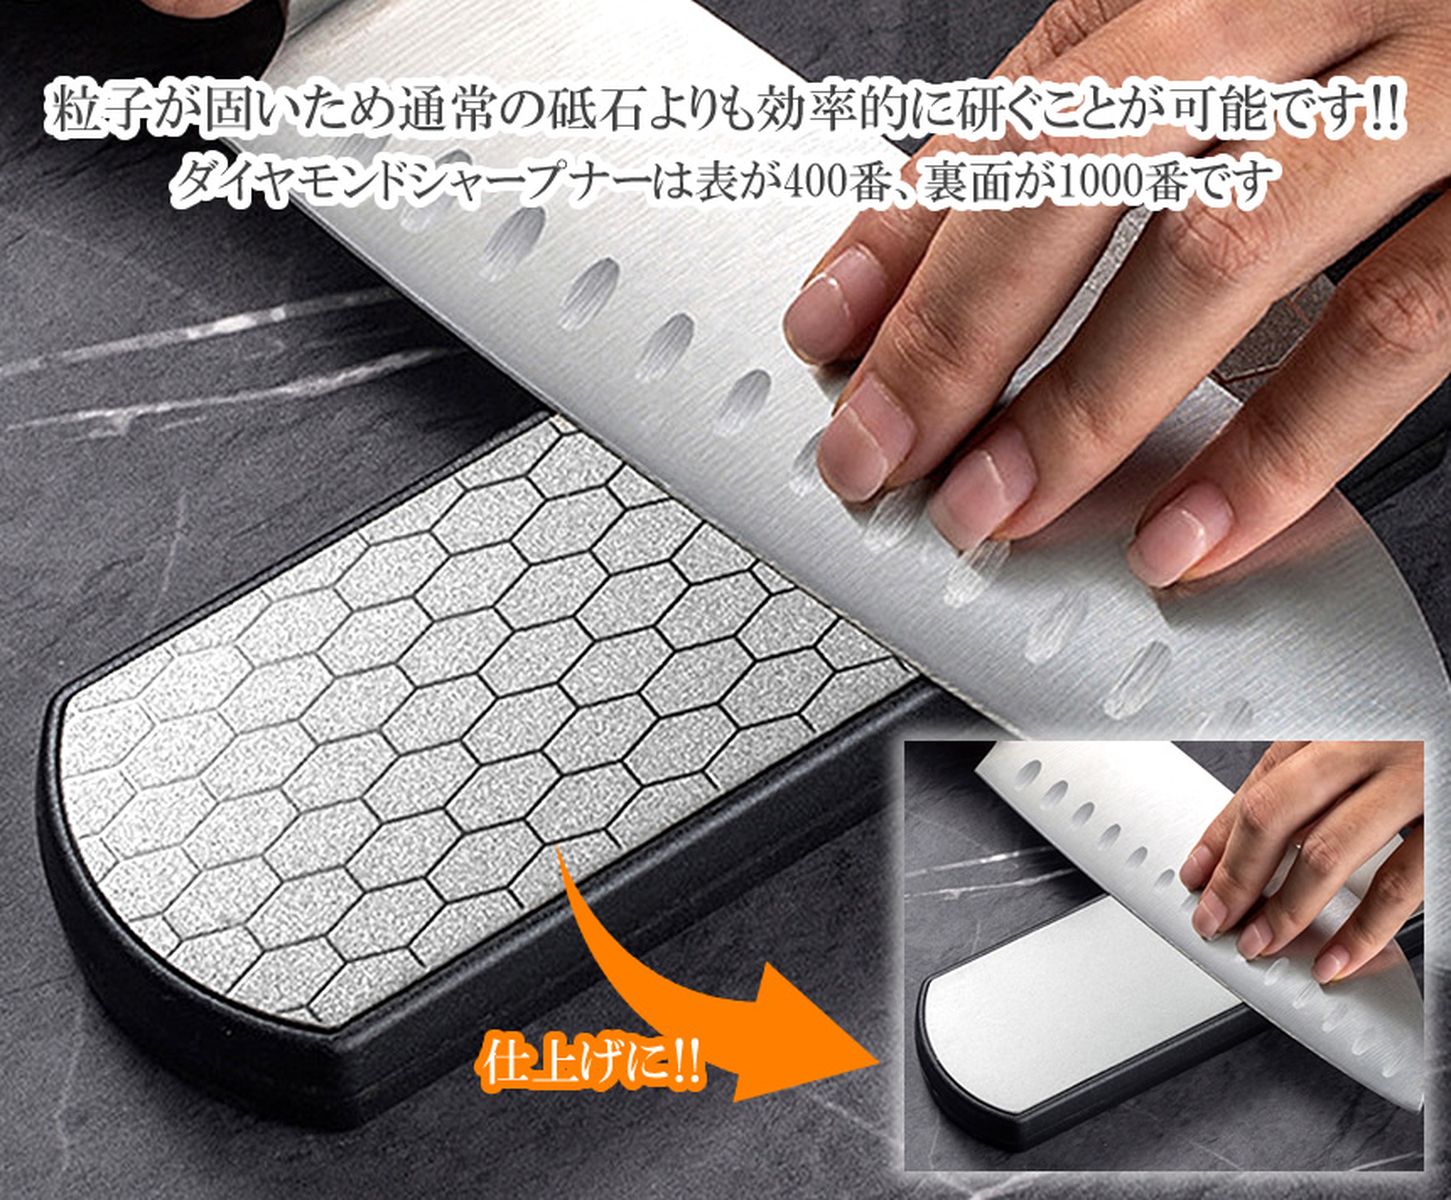 粒子が固いため通常の砥石よりも効率的に研ぐことが可能です!!
ダイヤモンドシャープナーは表が400番、裏面が1000番です
仕上げに!!